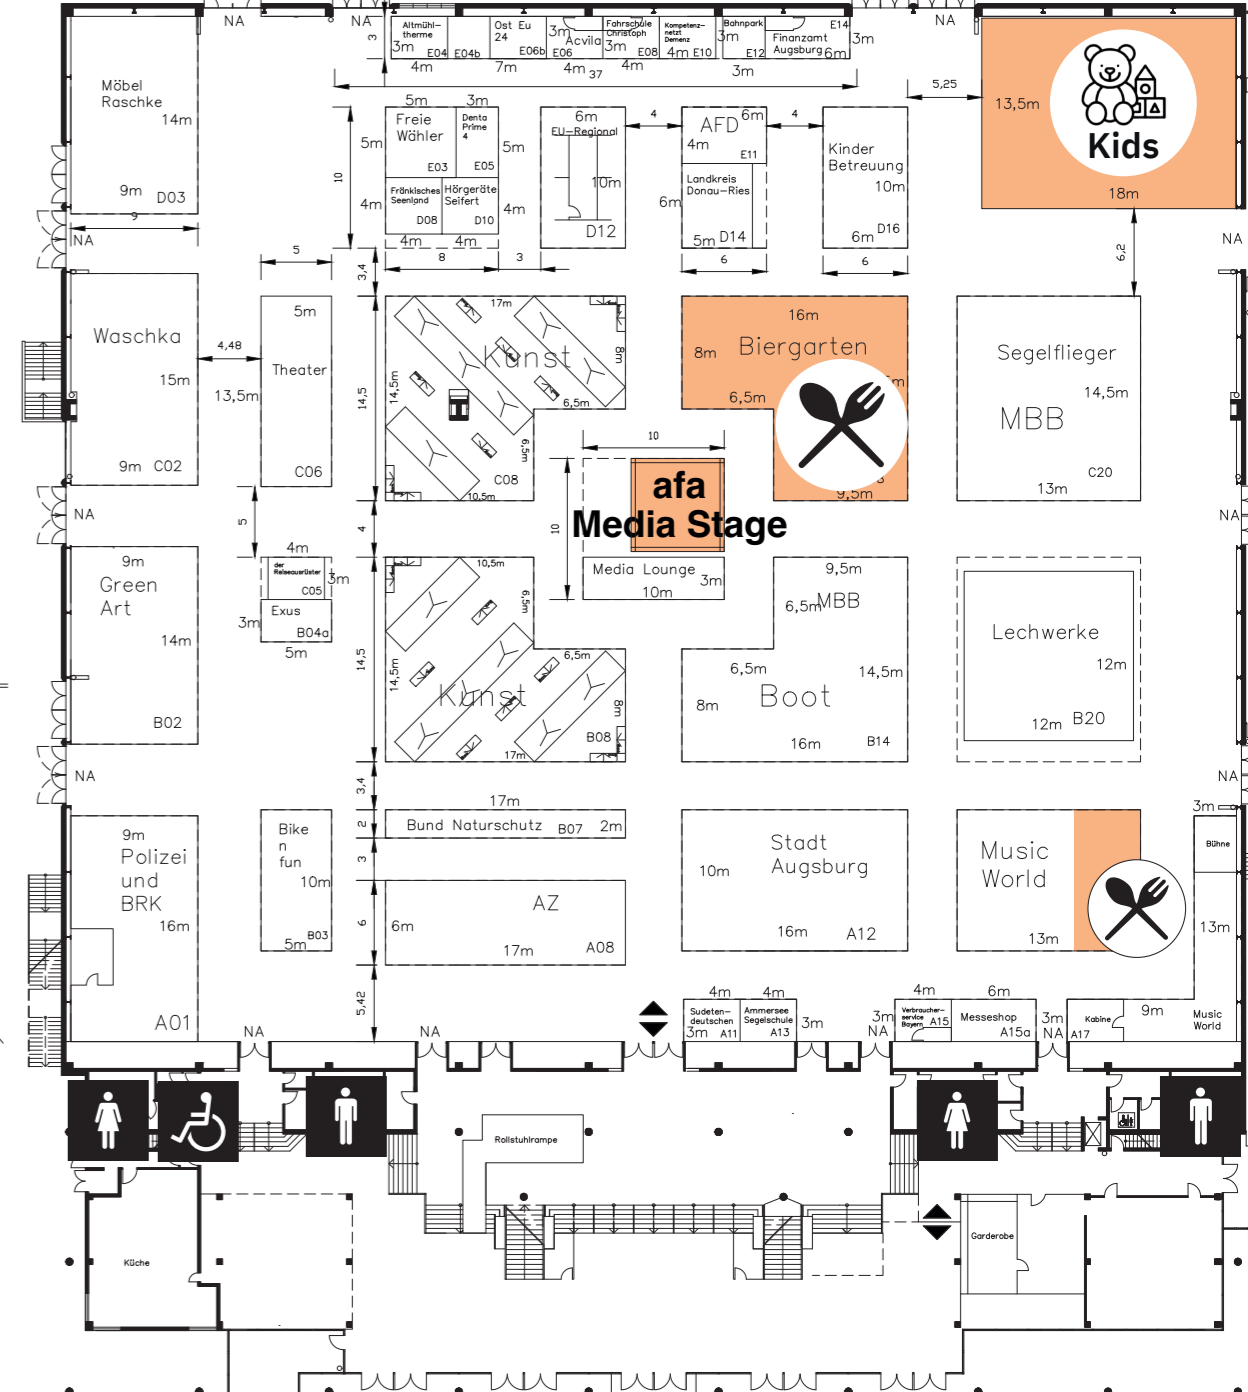 NA
NA
NA
Altmühl-
therme
3m
E04
E04b
4m
Ost Eu
24
E06b
7m
3m
Acvila
E06
4m
Fahrschule
Christoph
3m
E08
4m
Kompetenz-
netzt
Demenz
4m E10
Bahnpark
3m
E12
3m
Finanzamt
Augsburg
E14
6m
3m
3
37
5,25
Möbel
Raschke
14m
9m
D03
9
NA
5m
3m
Freie
Wähler
5m
E03
Denta
Prime
4
E05
5m
10
Fränkisches
Seenland
D08
4m
4m
Hörgeräte
Seifert
D10
4m
4m
8
3
3,4
6m
EU-Regional
10m
D12
4
AFD
6m
4m
E11
4
Landkreis
Donau-Ries
6m
5m
D14
6
Kinder
Betreuung
10m
6m
D16
6
13,5m
Kids
18m
6,2
NA
5
4,48
Waschka
15m
9m C02
5m
Theater
13,5m
C06
14,5
17m
Kunst
8m
14,5m
6,5m
6,5m
C08
10,5m
16m
8m
Biergarten
6,5m
9,5m
Segelflieger
14,5m
MBB
C20
13m
10
afa
Media Stage
10
Media Lounge
3m
10m
NA
NA
5
4
9m
Green
Art
14m
B02
4m
der
Reiseausrüster
C05
3m
Exus
3m
B04a
5m
14,5
10,5m
6,5m
14,5m
6,5m
Kunst
8m
B08
17m
9,5m
6,5m
MBB
6,5m
14,5m
8m
Boot
16m
B14
Lechwerke
12m
12m
B20
NA
NA
3,4
17m
2
Bund Naturschutz
B07
2m
3
9m
Polizei
und
BRK
16m
A01
Bike
n
fun
10m
B03
5m
6
6m
AZ
17m
A08
5,42
Stadt
Augsburg
10m
16m
A12
Music
World
13m
3m
Bühne
13m
9m
Music
World
NA
NA
4m
4m
Sudeten-
deutschen
3m
A11
Ammersee
Segelschule
A13
3m
3m
NA
4m
6m
Verbraucher-
service
Bayern
A15
Messeshop
A15a
3m
NA
Kabine
A17
Rollstuhlrampe
Küche
Garderobe